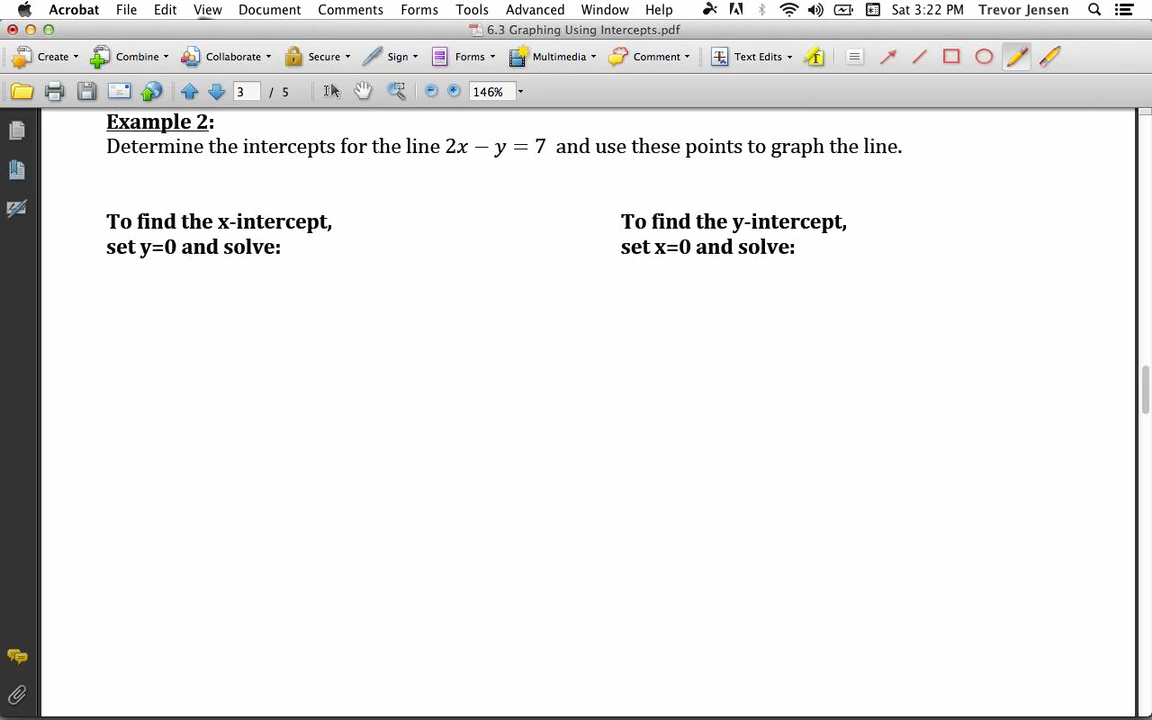 Acrobat File Edit View Document Comments Forms Tools Advanced Window Help Sat 3:22 PM Trevor Jensen
6.3 Graphing Using Intercepts.pdf
Create Combine Collaborate Secure Sign Forms Multimedia Comment Text Edits
3 / 5 146%
Example 2:
Determine the intercepts for the line 2x − y = 7 and use these points to graph the line.
To find the x-intercept,
set y=0 and solve:
To find the y-intercept,
set x=0 and solve: